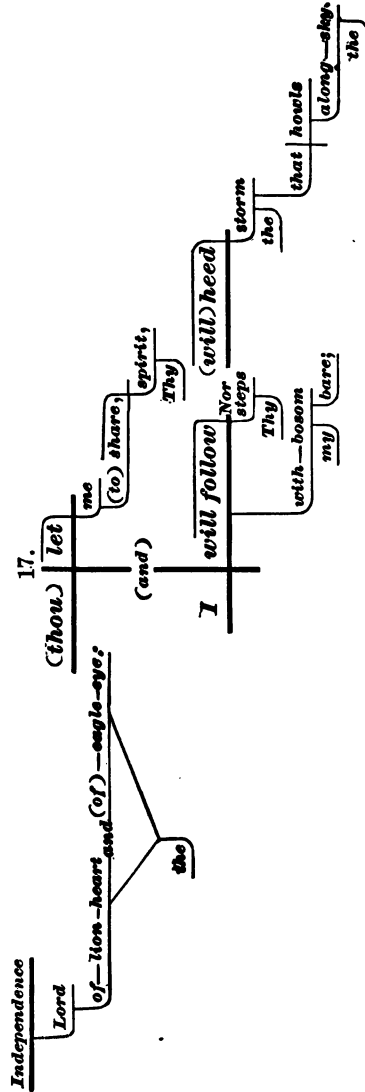 17.
Independence
Lord
of—lion—heart and (of)—eagle—eye:
the
(thou) let
me
(to) share,
spirit,
Thy
(and)
I will follow Nor (will) heed
steps
Thy
with—bosom
my bare;
storm
the
that howls
along—sky.
the